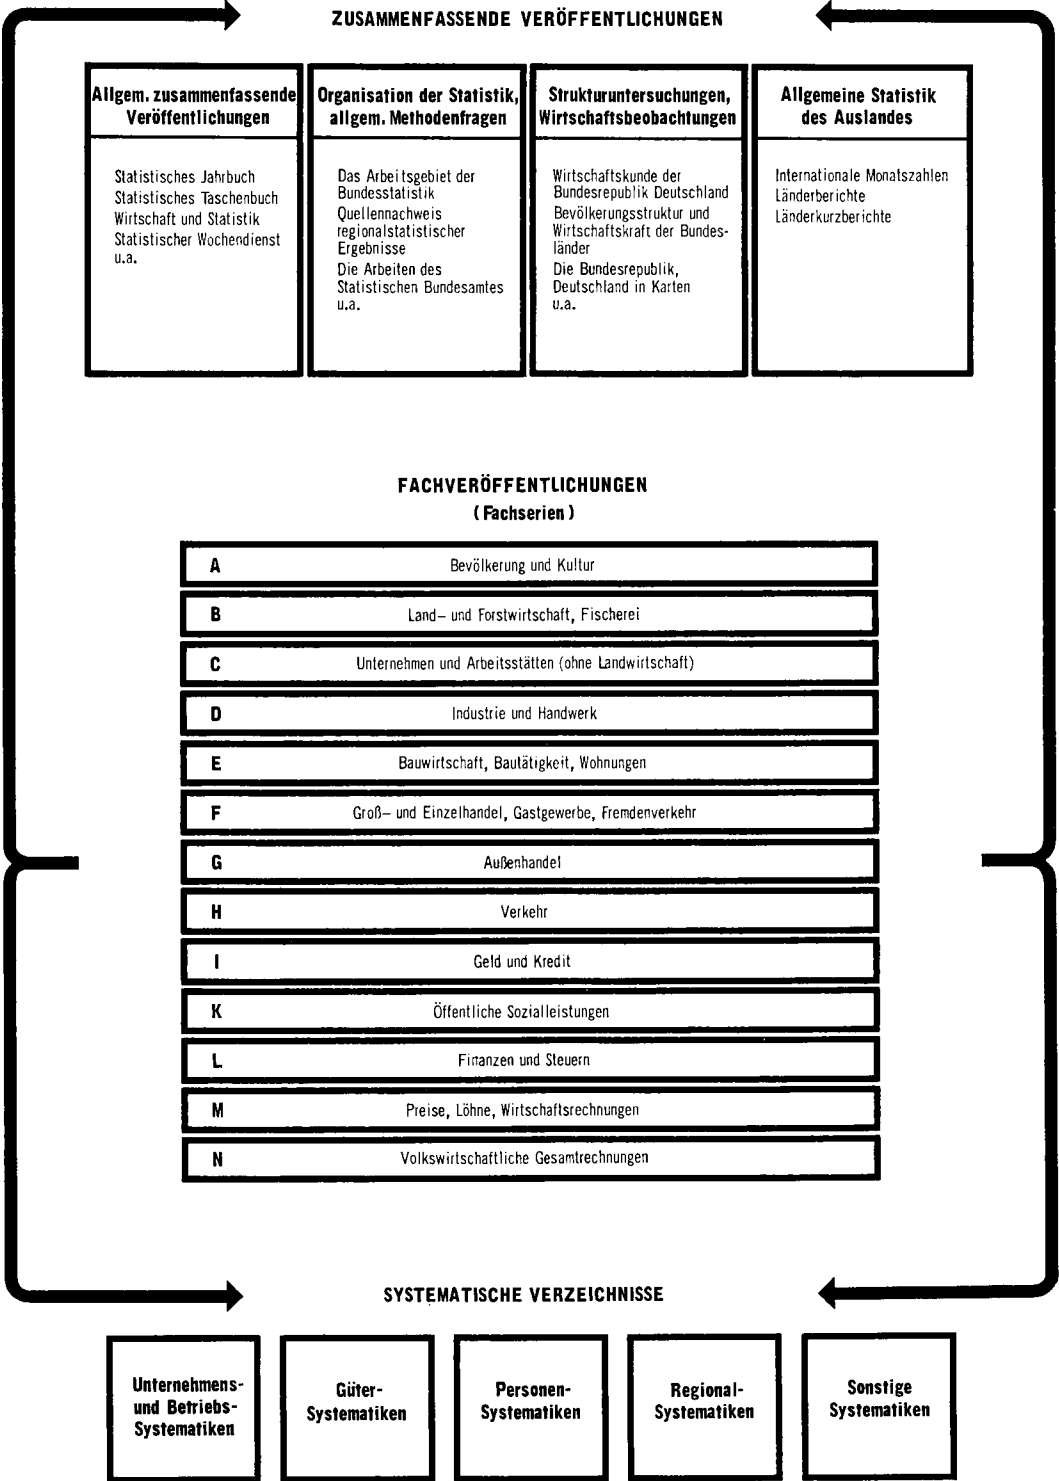 ZUSAMMENFASSENDE VERÖFFENTLICHUNGEN
Allgem. zusammenfassende
Veröffentlichungen
Statistisches Jahrbuch
Statistisches Taschenbuch
Wirtschaft und Statistik
Statistischer Wochendienst
u.a.
Organisation der Statistik,
allgem. Methodenfragen
Das Arbeitsgebiet der
Bundesstatistik
Quellennachweis
regionalstatistischer
Ergebnisse
Die Arbeiten des
Statistischen Bundesamtes
u.a.
Strukturuntersuchungen,
Wirtschaftsbeobachtungen
Wirtschaftskunde der
Bundesrepublik Deutschland
Bevölkerungsstruktur und
Wirtschaftskraft der Bundes-
länder
Die Bundesrepublik,
Deutschland in Karten
u.a.
Allgemeine Statistik
des Auslandes
Internationale Monatszahlen
Länderberichte
Länderkurzberichte
FACHVERÖFFENTLICHUNGEN
(Fachserien)
A Bevölkerung und Kultur
B Land- und Forstwirtschaft, Fischerei
C Unternehmen und Arbeitsstätten (ohne Landwirtschaft)
D Industrie und Handwerk
E Bauwirtschaft, Bautätigkeit, Wohnungen
F Groß- und Einzelhandel, Gastgewerbe, Fremdenverkehr
G Außenhandel
H Verkehr
I Geld und Kredit
K Öffentliche Sozialleistungen
L Finanzen und Steuern
M Preise, Löhne, Wirtschaftsrechnungen
N Volkswirtschaftliche Gesamtrechnungen
SYSTEMATISCHE VERZEICHNISSE
Unternehmens-
und Betriebs-
Systematiken
Güter-
Systematiken
Personen-
Systematiken
Regional-
Systematiken
Sonstige
Systematiken